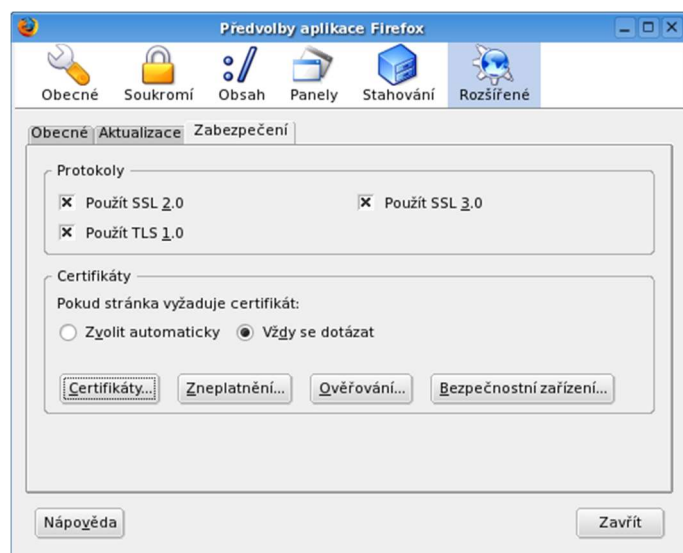 Předvolby aplikace Firefox
Obecné Soukromí Obsah Panely Stahování Rozšířené
Obecné Aktualizace Zabezpečení
Protokoly
Použít SSL 2.0 Použít SSL 3.0
Použít TLS 1.0
Certifikáty
Pokud stránka vyžaduje certifikát:
Zvolit automaticky Vždy se dotázat
Certifikáty... Zneplatnění... Ověřování... Bezpečnostní zařízení...
Nápověda Zavřít